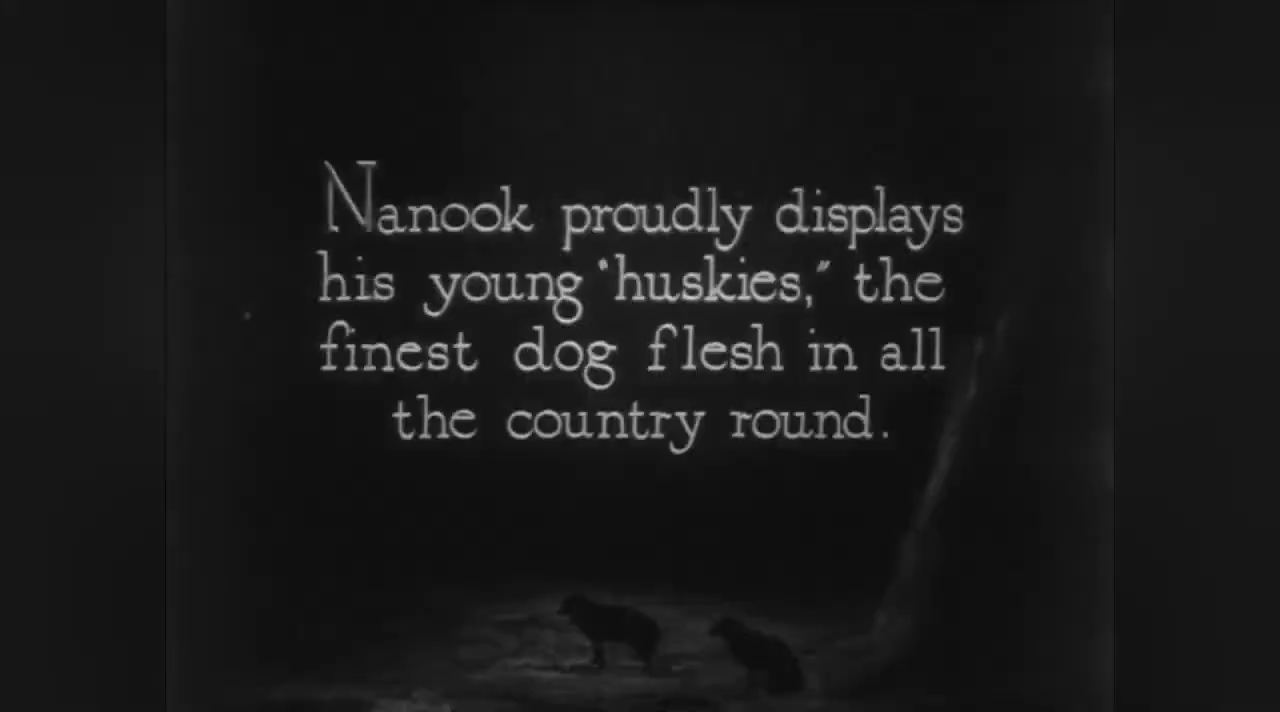 Nanook proudly displays
his young "huskies," the
finest dog flesh in all
the country round.